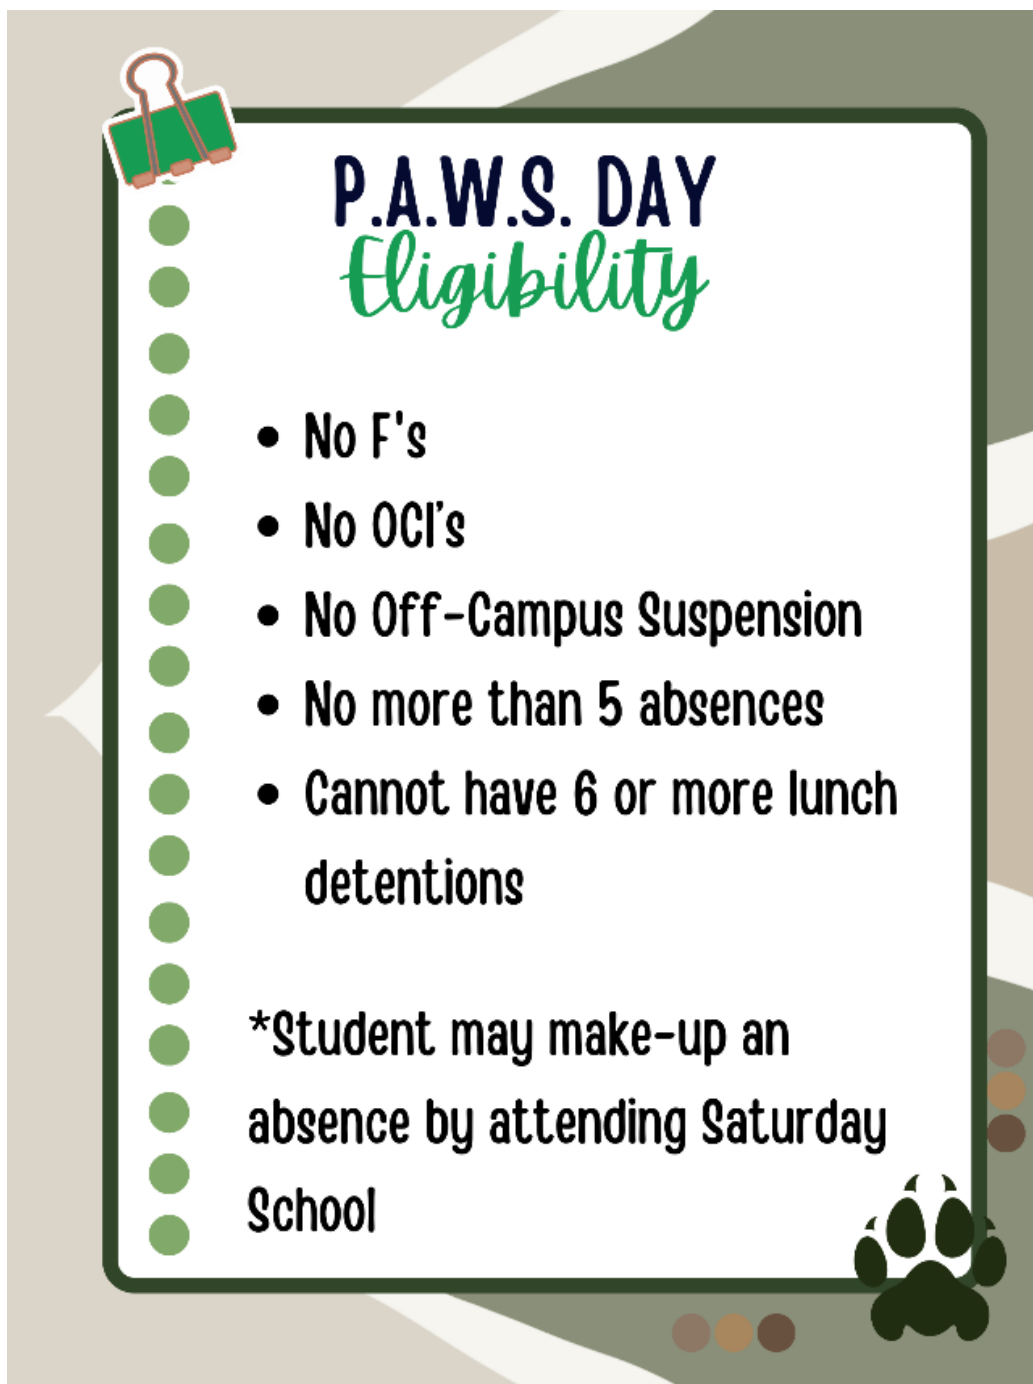 P.A.W.S. DAY
Eligibility
• No F's
• No OCI's
• No Off-Campus Suspension
• No more than 5 absences
• Cannot have 6 or more lunch
detentions
*Student may make-up an
absence by attending Saturday
School